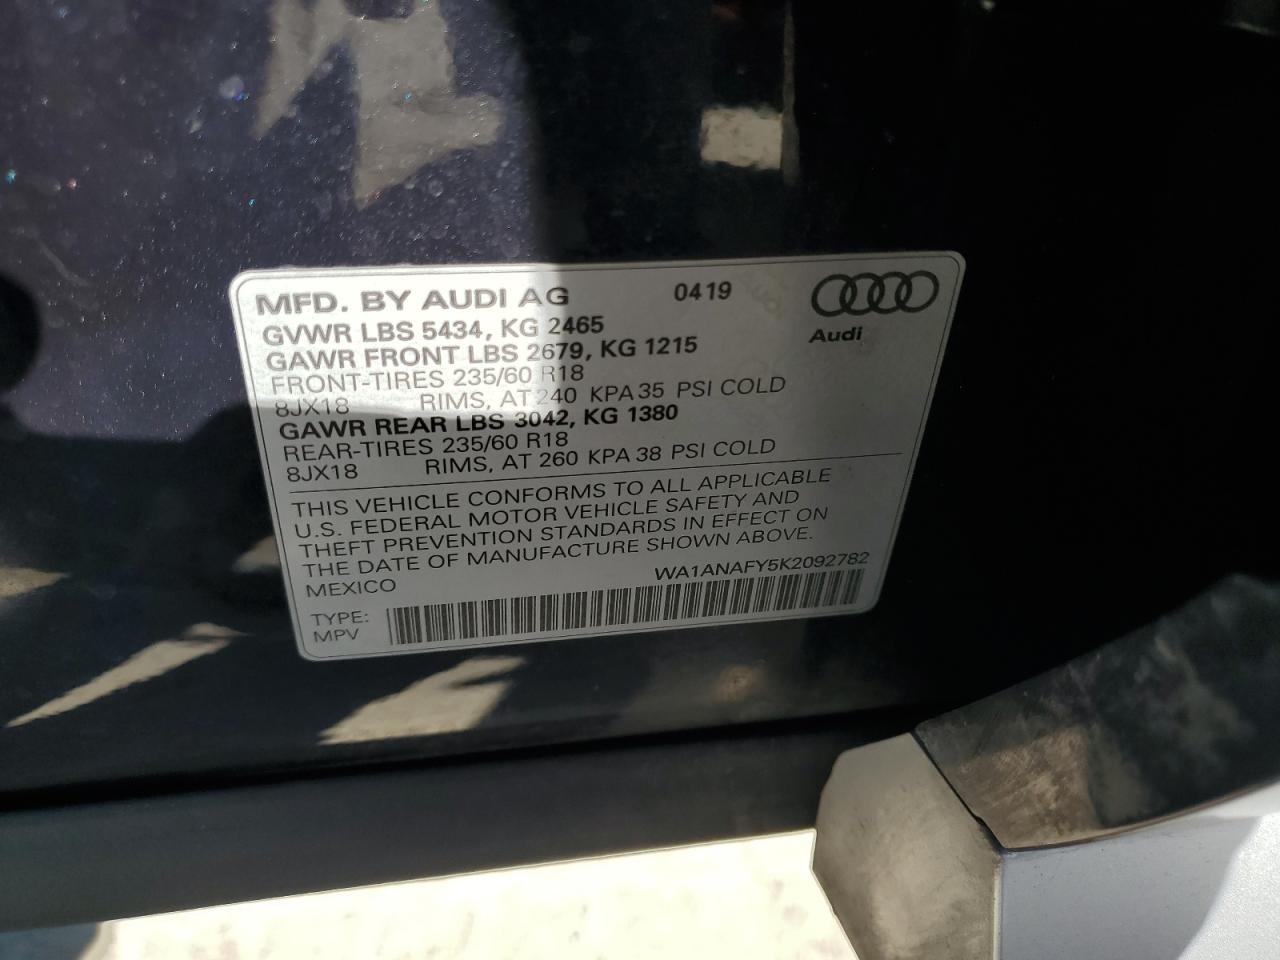 MFD. BY AUDI AG 0419
Audi
GVWR LBS 5434, KG 2465
GAWR FRONT LBS 2679, KG 1215
FRONT-TIRES 235/60 R18
8JX18 RIMS, AT 240 KPA 35 PSI COLD
GAWR REAR LBS 3042, KG 1380
REAR-TIRES 235/60 R18
8JX18 RIMS, AT 260 KPA 38 PSI COLD
THIS VEHICLE CONFORMS TO ALL APPLICABLE
U.S. FEDERAL MOTOR VEHICLE SAFETY AND
THEFT PREVENTION STANDARDS IN EFFECT ON
THE DATE OF MANUFACTURE SHOWN ABOVE.
MEXICO WA1ANAFY5K2092782
TYPE:
MPV